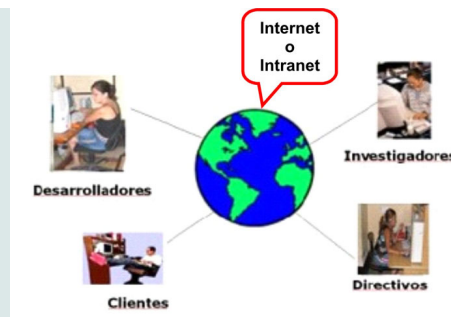 Internet
o
Intranet
Investigadores
Desarrolladores
Directivos
Clientes